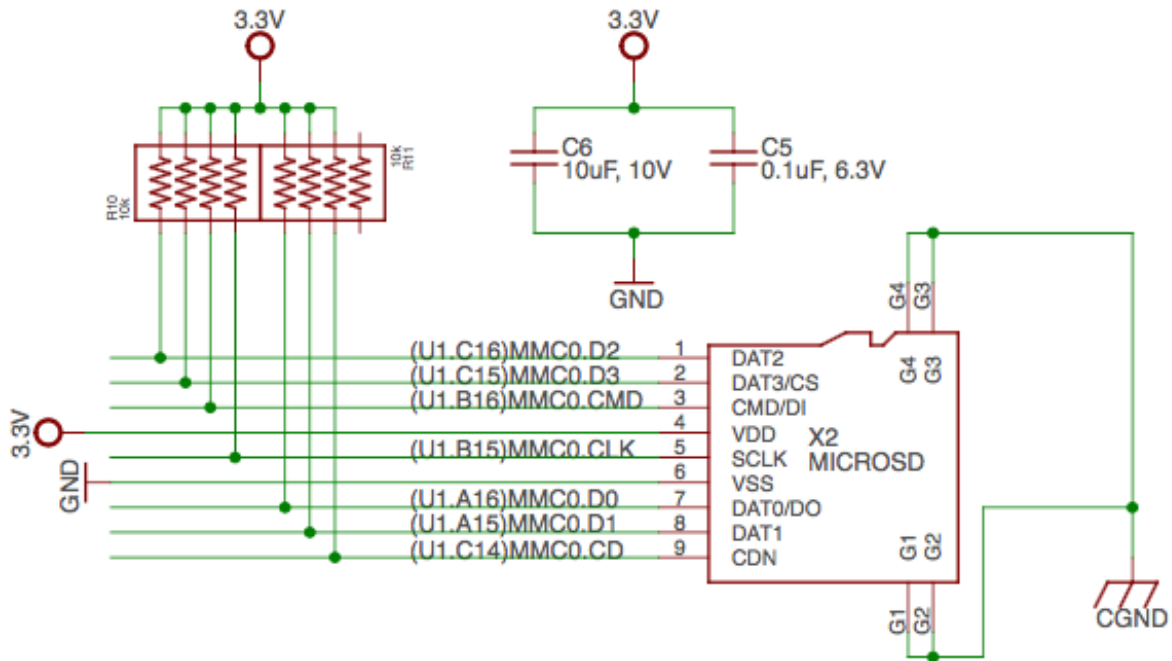 3.3V
3.3V
10k
R11
R10
10k
C6
10uF, 10V
C5
0.1uF, 6.3V
GND
G4
G3
(U1.C16)MMC0.D2
1
DAT2
G4
G3
(U1.C15)MMC0.D3
2
DAT3/CS
(U1.B16)MMC0.CMD
3
CMD/DI
3.3V
4
VDD
X2
MICROSD
(U1.B15)MMC0.CLK
5
SCLK
GND
6
VSS
(U1.A16)MMC0.D0
7
DAT0/DO
(U1.A15)MMC0.D1
8
DAT1
G1
G2
(U1.C14)MMC0.CD
9
CDN
G1
G2
CGND